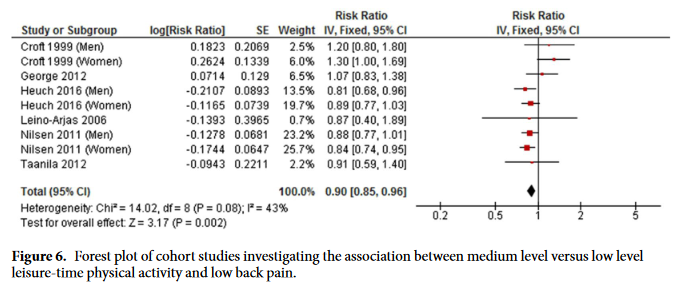 Risk Ratio Risk Ratio
Study or Subgroup log[Risk Ratio] SE Weight IV, Fixed, 95% CI IV, Fixed, 95% CI
Croft 1999 (Men) 0.1823 0.2069 2.5% 1.20 [0.80, 1.80]
Croft 1999 (Women) 0.2624 0.1339 6.0% 1.30 [1.00, 1.69]
George 2012 0.0714 0.129 6.5% 1.07 [0.83, 1.38]
Heuch 2016 (Men) -0.2107 0.0893 13.5% 0.81 [0.68, 0.96]
Heuch 2016 (Women) -0.1165 0.0739 19.7% 0.89 [0.77, 1.03]
Leino-Arjas 2006 -0.1393 0.3965 0.7% 0.87 [0.40, 1.89]
Nilsen 2011 (Men) -0.1278 0.0681 23.2% 0.88 [0.77, 1.01]
Nilsen 2011 (Women) -0.1744 0.0647 25.7% 0.84 [0.74, 0.95]
Taanila 2012 -0.0943 0.2211 2.2% 0.91 [0.59, 1.40]
Total (95% CI) 100.0% 0.90 [0.85, 0.96]
Heterogeneity: Chi² = 14.02, df = 8 (P = 0.08); I² = 43%
Test for overall effect: Z = 3.17 (P = 0.002)
0.2 0.5 1 2 5
Figure 6. Forest plot of cohort studies investigating the association between medium level versus low level
leisure-time physical activity and low back pain.